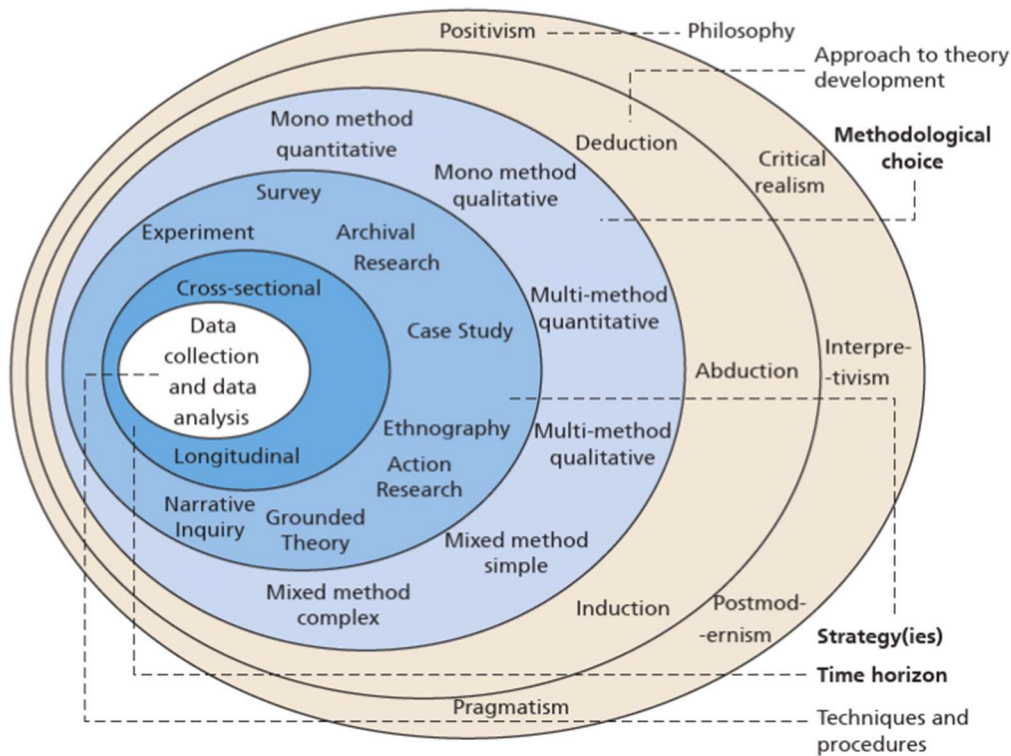 Positivism
Philosophy
Approach to theory
development
Mono method
quantitative
Deduction
Methodological
choice
Critical
realism
Mono method
qualitative
Survey
Experiment
Archival
Research
Cross-sectional
Multi-method
quantitative
Data
collection
and data
analysis
Case Study
Interpre-
-tivism
Abduction
Ethnography
Multi-method
qualitative
Longitudinal
Action
Research
Narrative
Inquiry
Grounded
Theory
Mixed method
simple
Mixed method
complex
Induction
Postmod-
-ernism
Strategy(ies)
Time horizon
Pragmatism
Techniques and
procedures